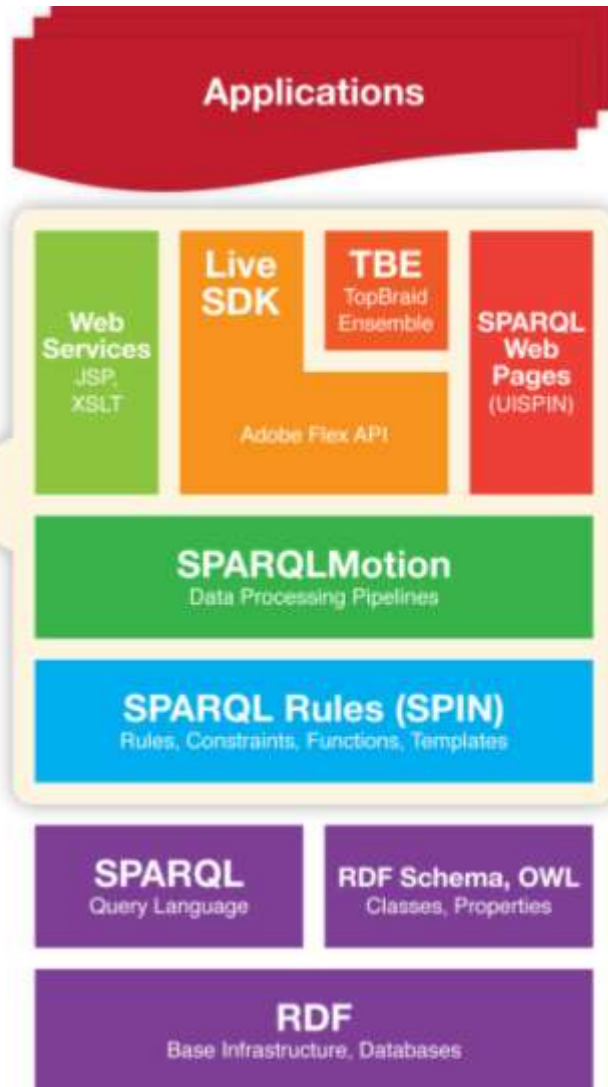 Applications
Web
Services
JSP,
XSLT
Live
SDK
Adobe Flex API
TBE
TopBraid
Ensemble
SPARQL
Web
Pages
(UISPIN)
SPARQLMotion
Data Processing Pipelines
SPARQL Rules (SPIN)
Rules, Constraints, Functions, Templates
SPARQL
Query Language
RDF Schema, OWL
Classes, Properties
RDF
Base Infrastructure, Databases